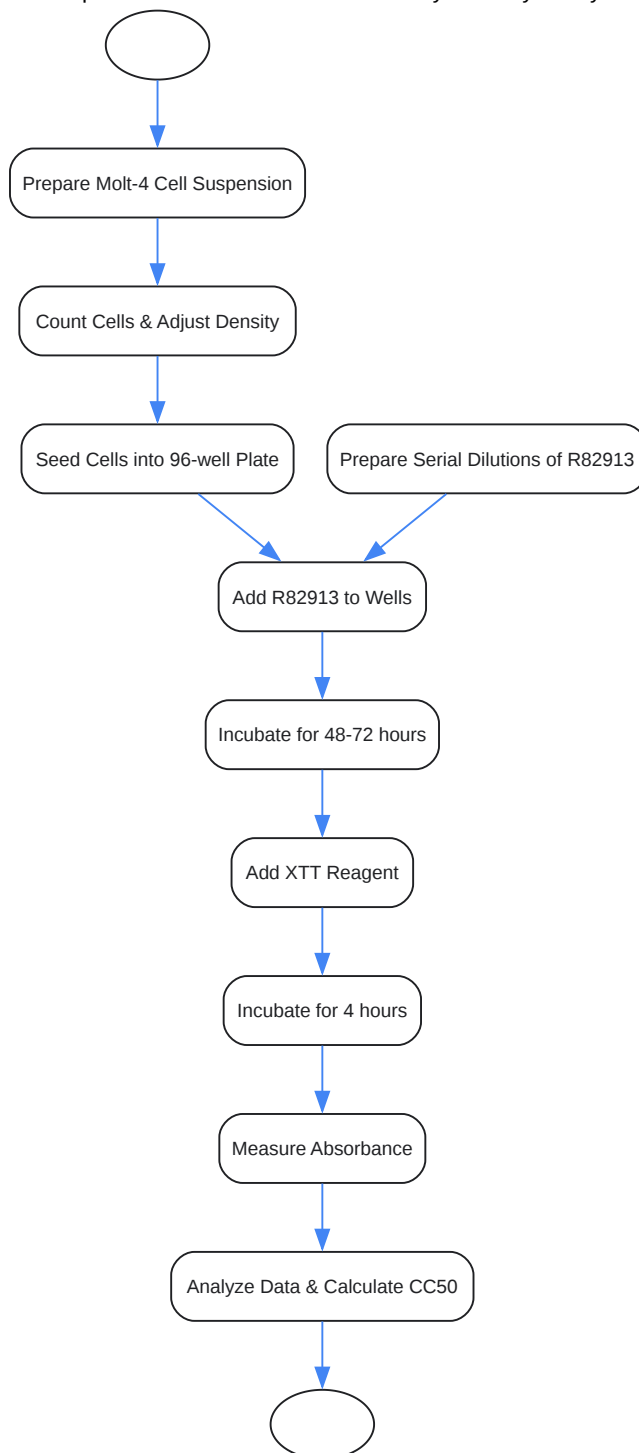 Prepare Molt-4 Cell Suspension
Count Cells & Adjust Density
Seed Cells into 96-well Plate
Prepare Serial Dilutions of R82913
Add R82913 to Wells
Incubate for 48-72 hours
Add XTT Reagent
Incubate for 4 hours
Measure Absorbance
Analyze Data & Calculate CC50